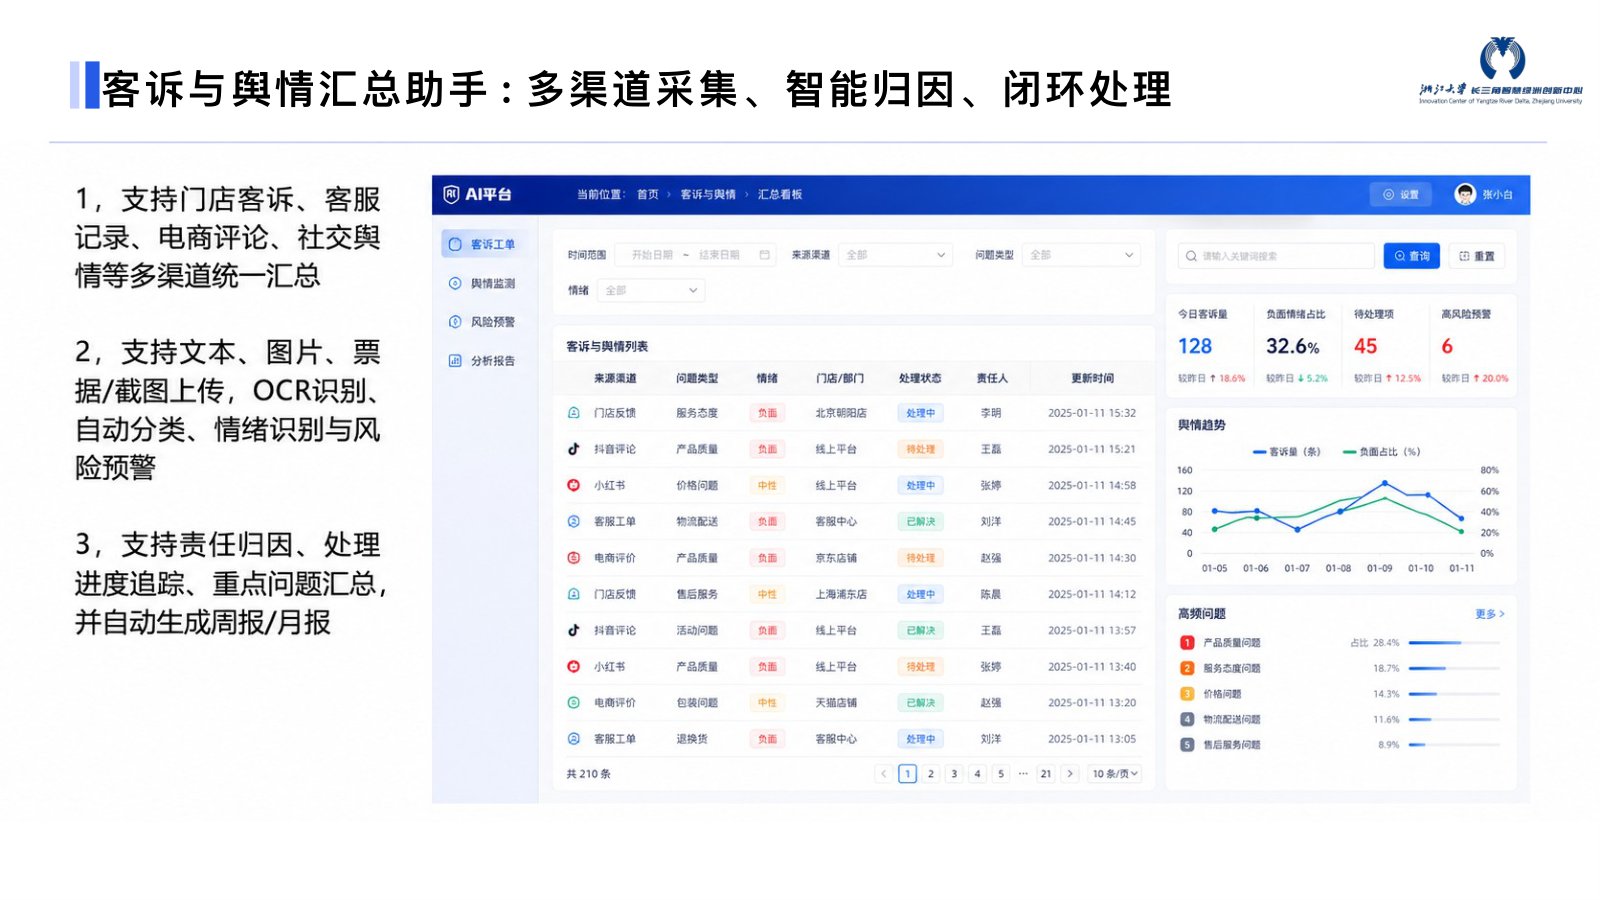 客诉与舆情汇总助手：多渠道采集、智能归因、闭环处理
浙江大学 长三角智慧绿洲创新中心
Innovation Center of Yangtze River Delta, Zhejiang University
1，支持门店客诉、客服
记录、电商评论、社交舆
情等多渠道统一汇总
2，支持文本、图片、票
据/截图上传，OCR识别、
自动分类、情绪识别与风
险预警
3，支持责任归因、处理
进度追踪、重点问题汇总，
并自动生成周报/月报
AI平台
当前位置： 首页 > 客诉与舆情 > 汇总看板
设置
张小白
客诉工单
舆情监测
风险预警
分析报告
时间范围 开始日期 ~ 结束日期 来源渠道 全部 问题类型 全部
情绪 全部
请输入关键词搜索 查询 重置
客诉与舆情列表
来源渠道 问题类型 情绪 门店/部门 处理状态 责任人 更新时间
门店反馈 服务态度 负面 北京朝阳店 处理中 李明 2025-01-11 15:32
抖音评论 产品质量 负面 线上平台 待处理 王磊 2025-01-11 15:21
小红书 价格问题 中性 线上平台 处理中 张婷 2025-01-11 14:58
客服工单 物流配送 负面 客服中心 已解决 刘洋 2025-01-11 14:45
电商评价 产品质量 负面 京东店铺 待处理 赵强 2025-01-11 14:30
门店反馈 售后服务 中性 上海浦东店 处理中 陈晨 2025-01-11 14:12
抖音评论 活动问题 负面 线上平台 已解决 王磊 2025-01-11 13:57
小红书 产品质量 负面 线上平台 待处理 张婷 2025-01-11 13:40
电商评价 包装问题 中性 天猫店铺 已解决 赵强 2025-01-11 13:20
客服工单 退换货 负面 客服中心 处理中 刘洋 2025-01-11 13:05
共 210 条 < 1 2 3 4 5 ··· 21 > 10 条/页
今日客诉量 负面情绪占比 待处理项 高风险预警
128 32.6% 45 6
较昨日 ↑ 18.6% 较昨日 ↓ 5.2% 较昨日 ↑ 12.5% 较昨日 ↑ 20.0%
舆情趋势
客诉量（条） 负面占比（%）
160 80%
120 60%
80 40%
40 20%
0 0%
01-05 01-06 01-07 01-08 01-09 01-10 01-11
高频问题 更多 >
1 产品质量问题 占比 28.4%
2 服务态度问题 18.7%
3 价格问题 14.3%
4 物流配送问题 11.6%
5 售后服务问题 8.9%